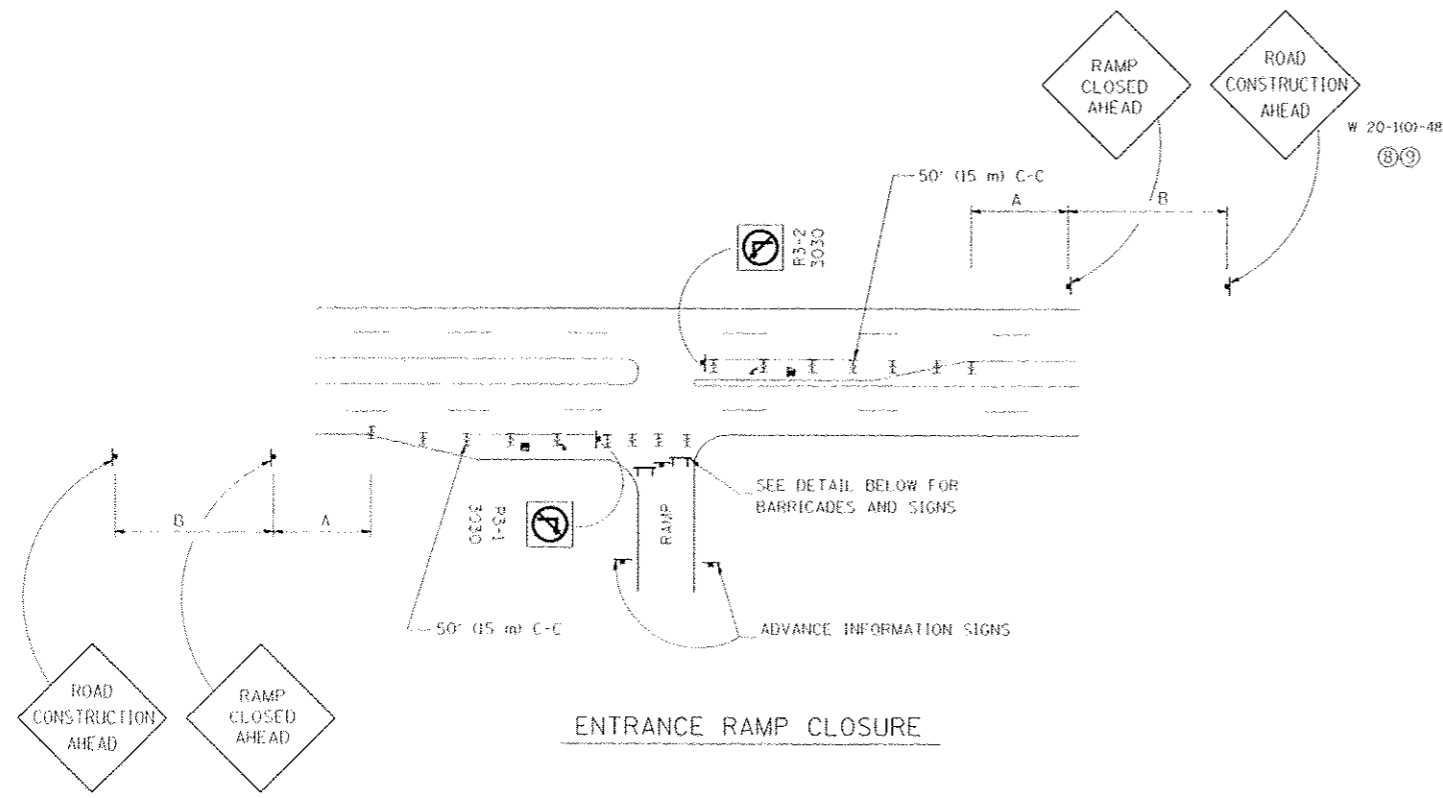 RAMP
CLOSED
AHEAD
ROAD
CONSTRUCTION
AHEAD
W 20-1(O)-48
8 9
50' (15 m) C-C
A
B
R3-2
3030
SEE DETAIL BELOW FOR
BARRICADES AND SIGNS
B
A
R3-1
3030
RAMP
50' (15 m) C-C
ADVANCE INFORMATION SIGNS
ROAD
CONSTRUCTION
AHEAD
RAMP
CLOSED
AHEAD
ENTRANCE RAMP CLOSURE